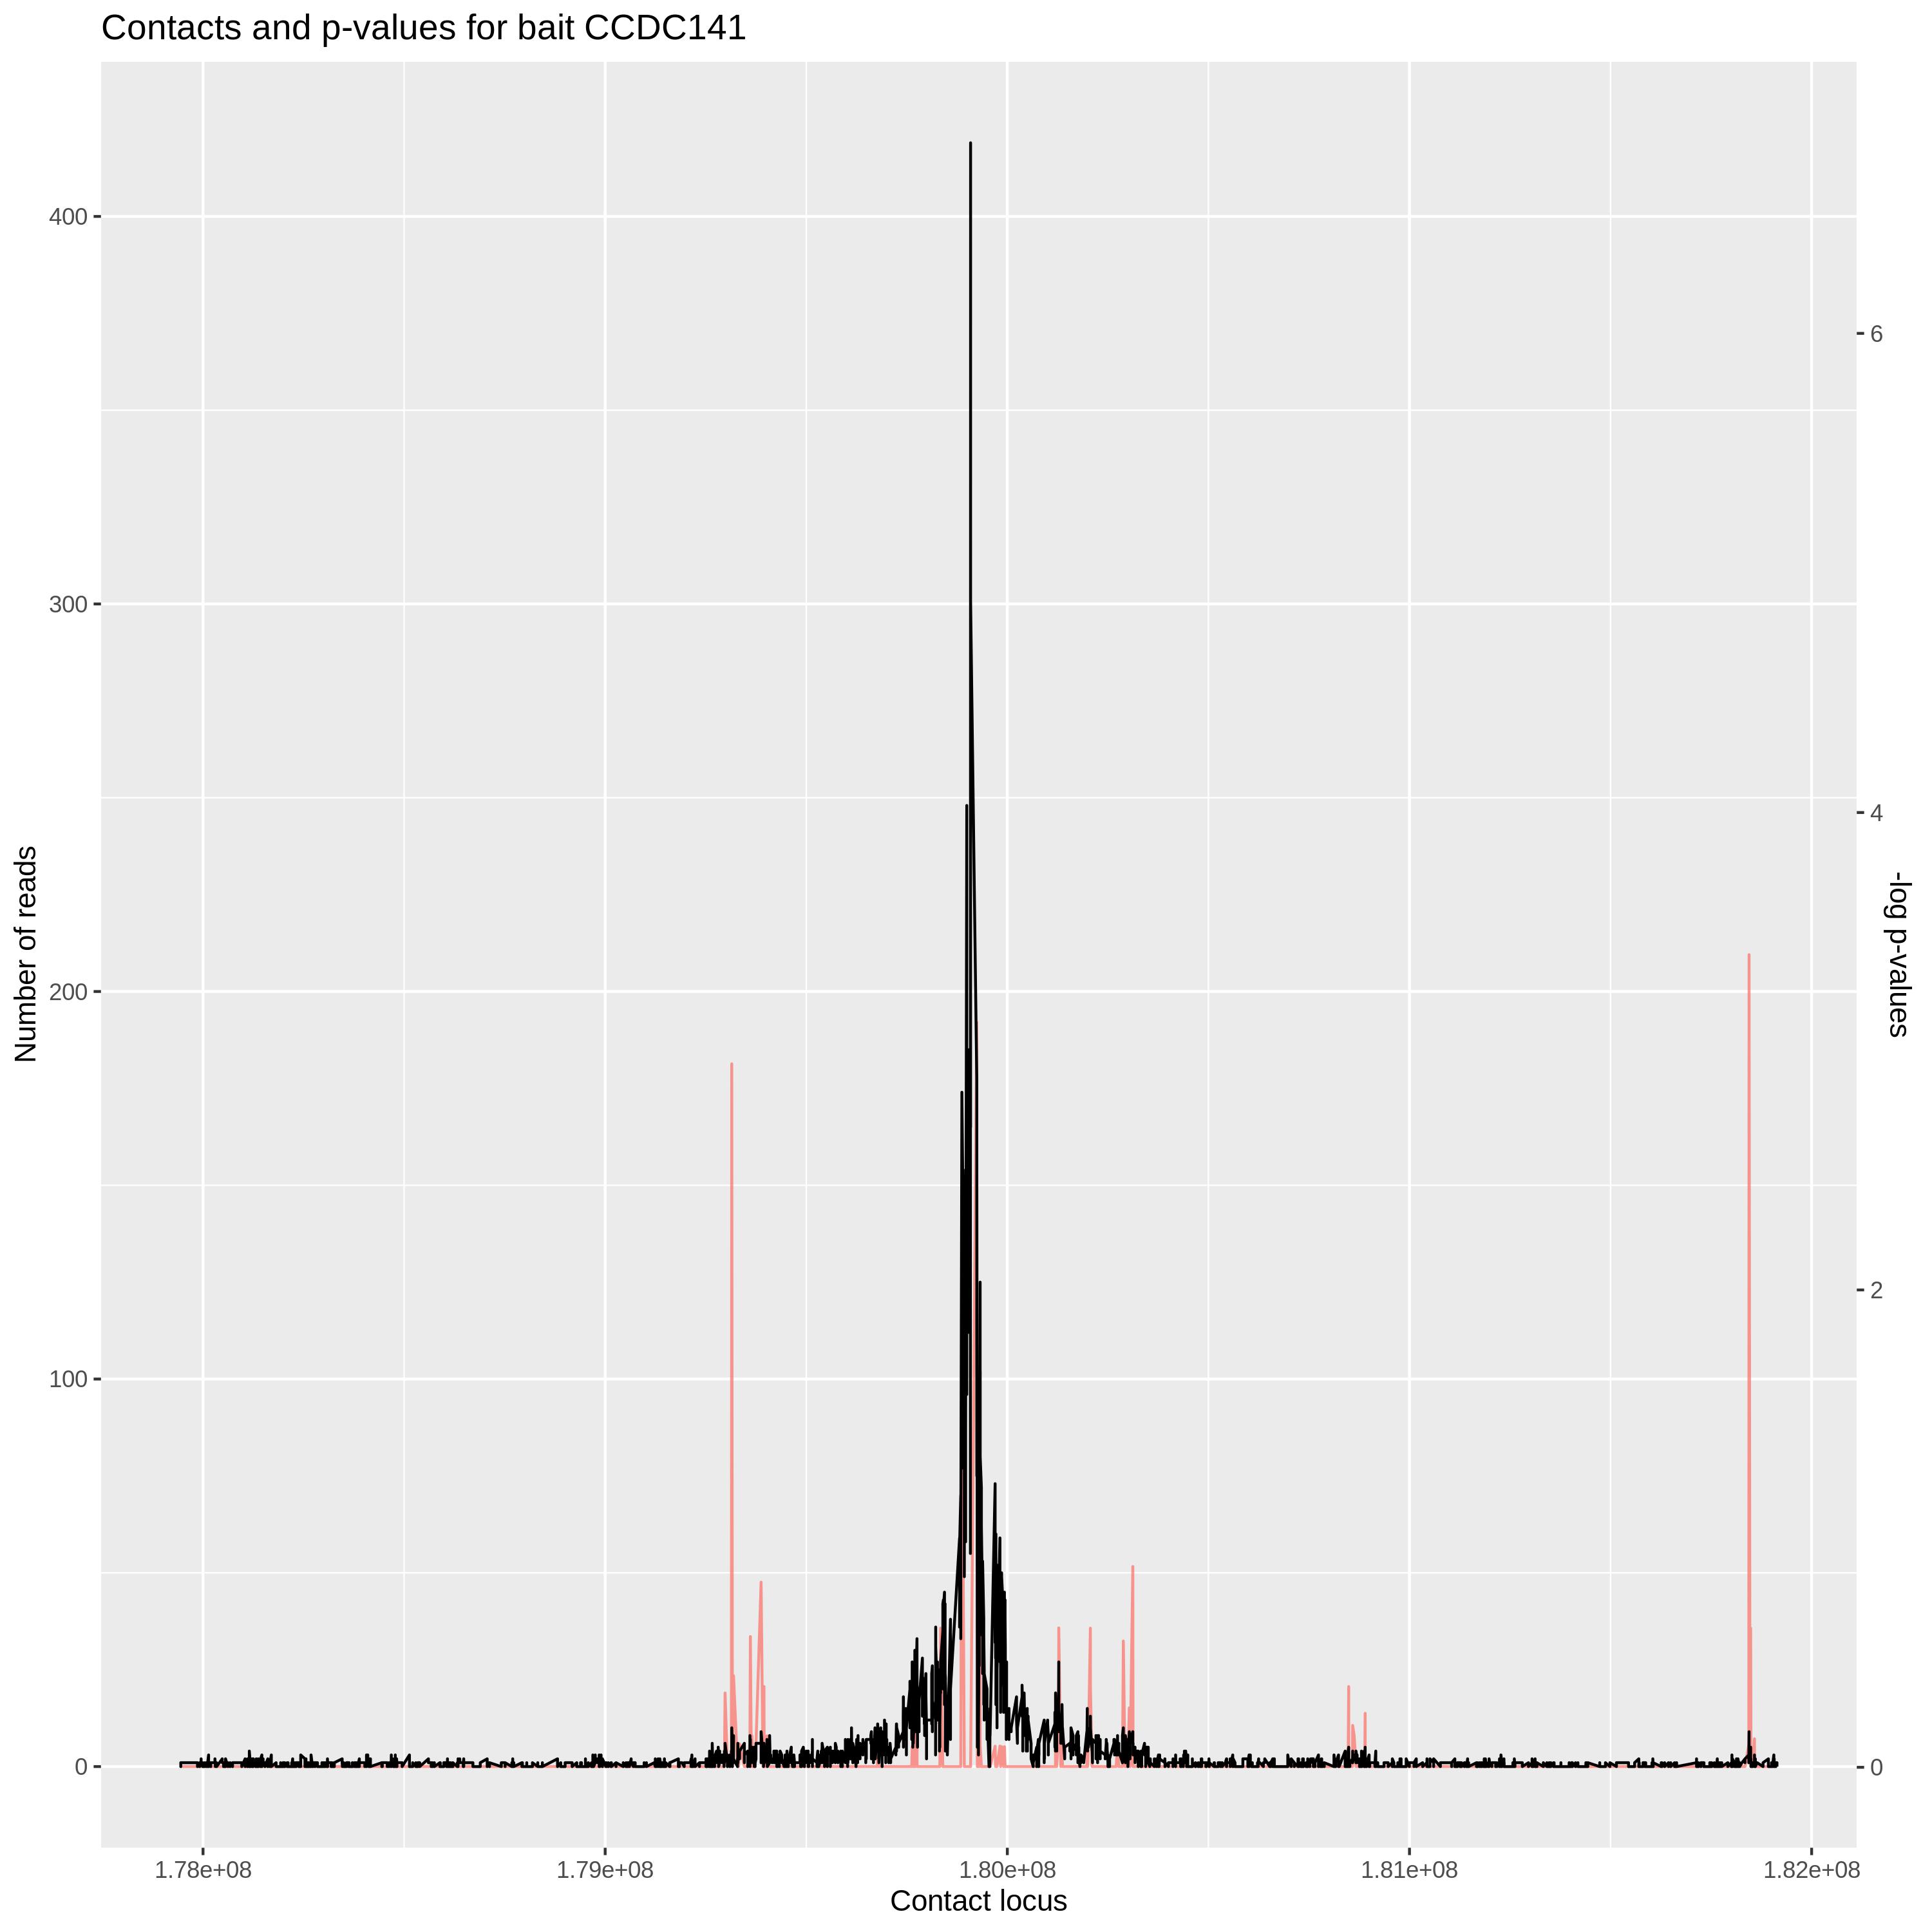 Contacts and p-values for bait CCDC141
400
300
200
100
0
6
4
2
0
Number of reads
-log p-values
1.78e+08
1.79e+08
1.80e+08
1.81e+08
1.82e+08
Contact locus